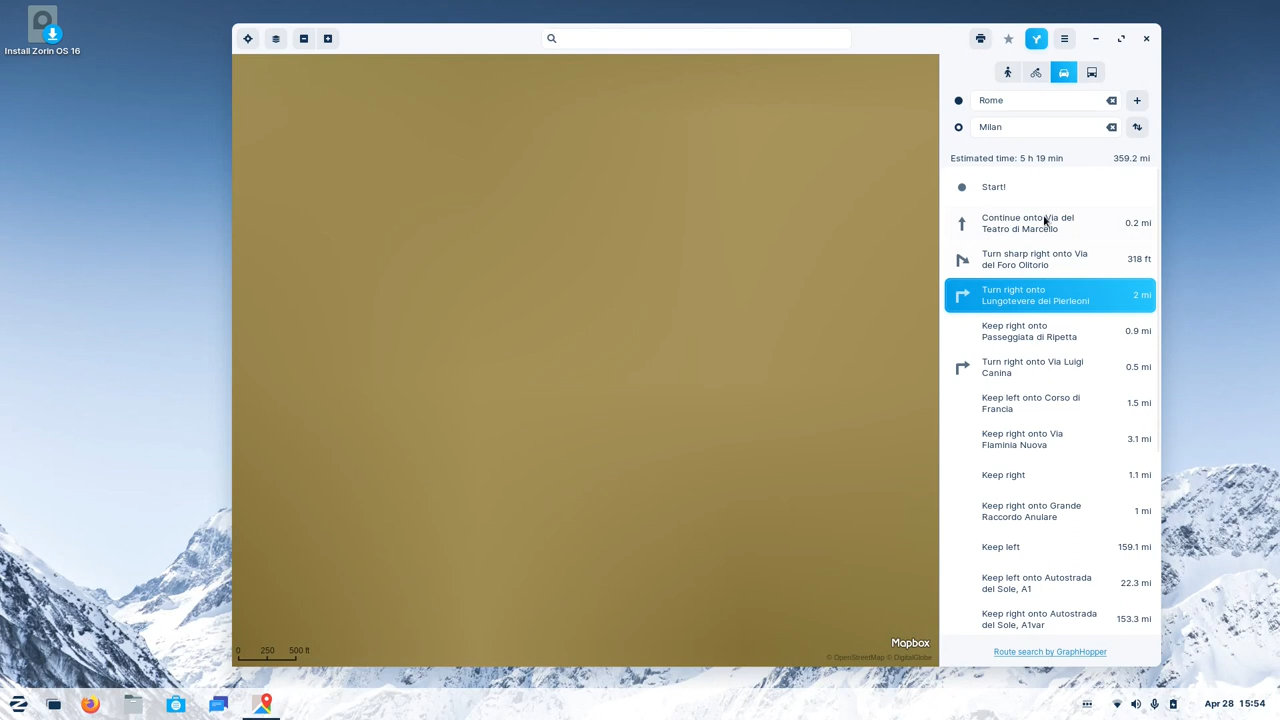 Install Zorin OS 16
Rome
Milan
Estimated time: 5 h 19 min 359.2 mi
Start!
Continue onto Via del
Teatro di Marcello
0.2 mi
Turn sharp right onto Via
del Foro Olitorio
318 ft
Turn right onto
Lungotevere dei Pierleoni
2 mi
Keep right onto
Passeggiata di Ripetta
0.9 mi
Turn right onto Via Luigi
Canina
0.5 mi
Keep left onto Corso di
Francia
1.5 mi
Keep right onto Via
Flaminia Nuova
3.1 mi
Keep right 1.1 mi
Keep right onto Grande
Raccordo Anulare
1 mi
Keep left 159.1 mi
Keep left onto Autostrada
del Sole, A1
22.3 mi
Keep right onto Autostrada
del Sole, A1var
153.3 mi
Route search by GraphHopper
0 250 500 ft
Mapbox
© OpenStreetMap © DigitalGlobe
Apr 28 15:54